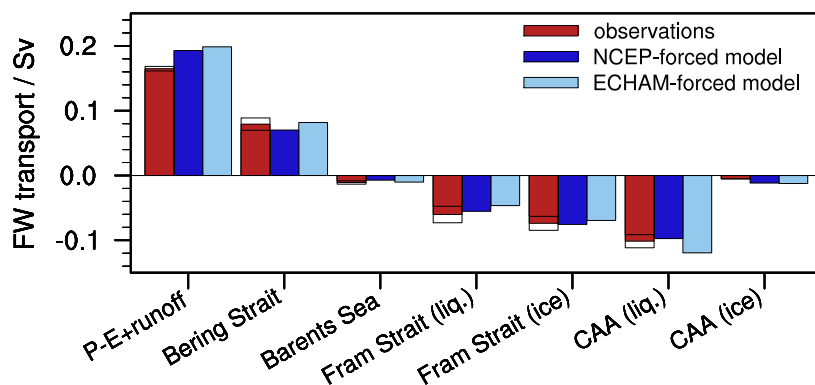 FW transport / Sv
0.2
0.1
0.0
-0.1
observations
NCEP-forced model
ECHAM-forced model
P-E+runoff
Bering Strait
Barents Sea
Fram Strait (liq.)
Fram Strait (ice)
CAA (liq.)
CAA (ice)